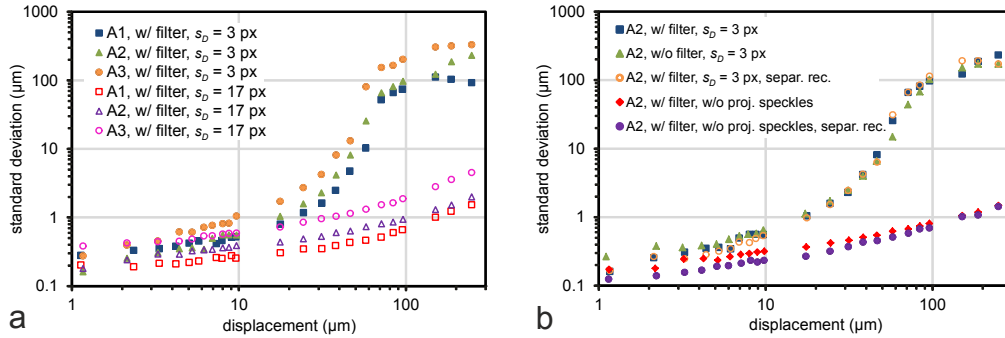 standard deviation (µm)
1000
100
10
1
0.1
A1, w/ filter, sD = 3 px
A2, w/ filter, sD = 3 px
A3, w/ filter, sD = 3 px
A1, w/ filter, sD = 17 px
A2, w/ filter, sD = 17 px
A3, w/ filter, sD = 17 px
1 10 100
displacement (µm)
a
standard deviation (µm)
1000
100
10
1
0.1
A2, w/ filter, sD = 3 px
A2, w/o filter, sD = 3 px
A2, w/ filter, sD = 3 px, separ. rec.
A2, w/ filter, w/o proj. speckles
A2, w/ filter, w/o proj. speckles, separ. rec.
1 10 100
displacement (µm)
b